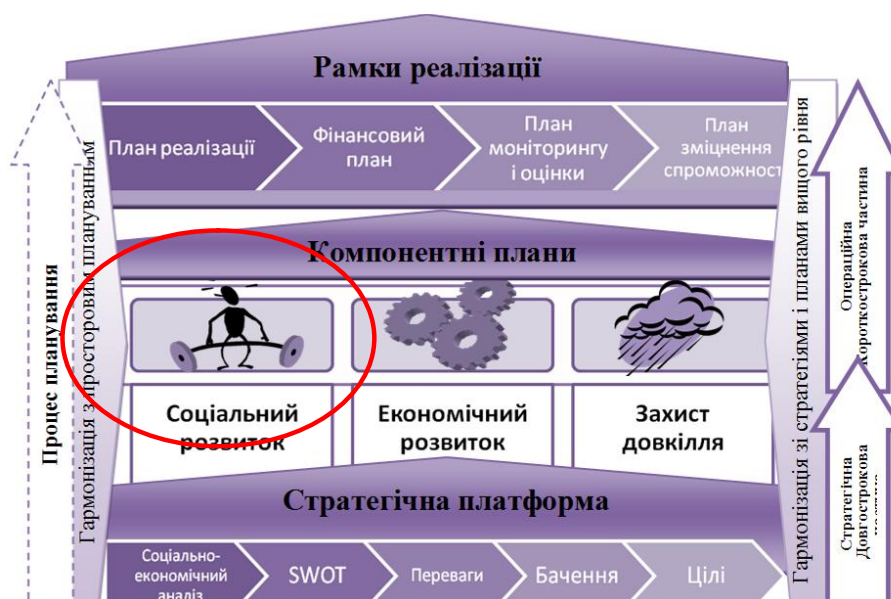 Рамки реалізації
План реалізації
Фінансовий
план
План
моніторингу
і оцінки
План
зміцнення
спроможност
Компонентні плани
Соціальний
розвиток
Економічний
розвиток
Захист
довкілля
Стратегічна платформа
Соціально-
економічний
аналіз
SWOT
Переваги
Бачення
Цілі
Процес планування
Гармонізація з просторовим плануванням
Гармонізація зі стратегіями і планами вищого рівня
Операційна
короткострокова частина
Стратегічна
Довгострокова